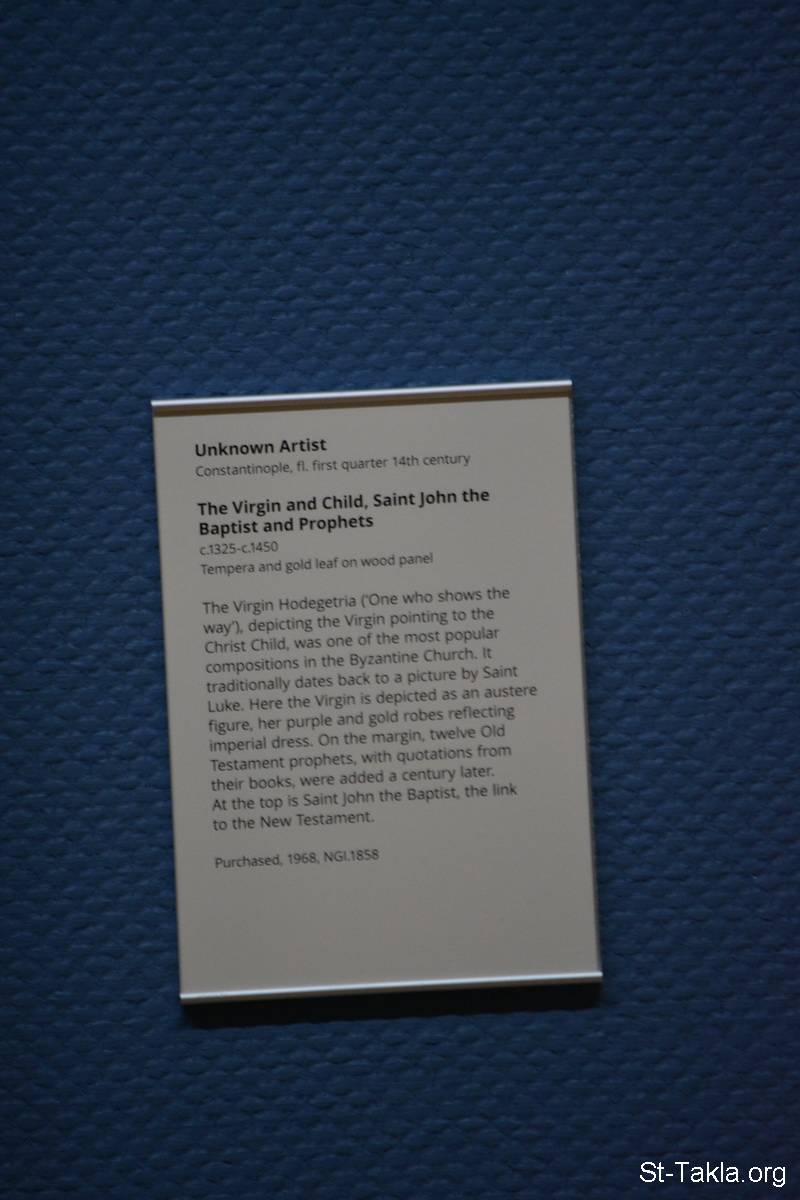 Unknown Artist
Constantinople, fl. first quarter 14th century
The Virgin and Child, Saint John the
Baptist and Prophets
c.1325-c.1450
Tempera and gold leaf on wood panel
The Virgin Hodegetria ('One who shows the
way'), depicting the Virgin pointing to the
Christ Child, was one of the most popular
compositions in the Byzantine Church. It
traditionally dates back to a picture by Saint
Luke. Here the Virgin is depicted as an austere
figure, her purple and gold robes reflecting
imperial dress. On the margin, twelve Old
Testament prophets, with quotations from
their books, were added a century later.
At the top is Saint John the Baptist, the link
to the New Testament.
Purchased, 1968, NGI.1858
St-Takla.org